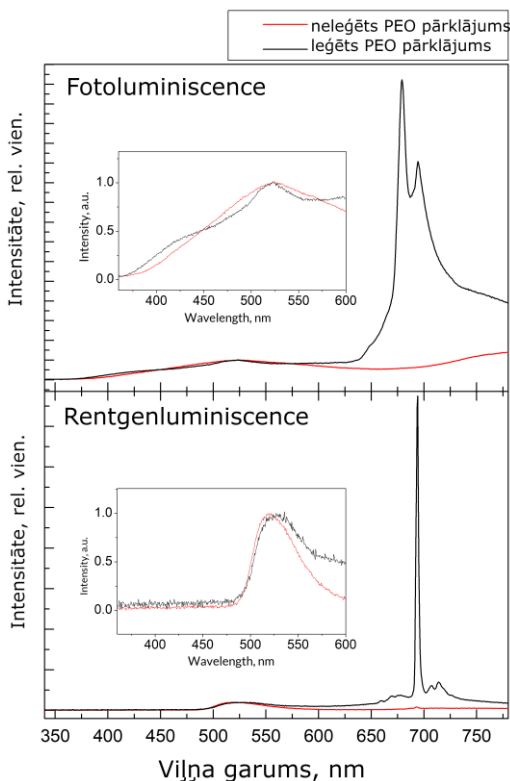 neleģēts PEO pārklājums
leģēts PEO pārklājums
Fotoluminiscence
Intensitāte, rel. vien.
Intensity, a.u.
1.0
0.5
0.0
400 450 500 550 600
Wavelength, nm
Rentgenluminiscence
Intensitāte, rel. vien.
Intensity, a.u.
1.0
0.5
0.0
400 450 500 550 600
Wavelength, nm
350 400 450 500 550 600 650 700 750
Viļņa garums, nm